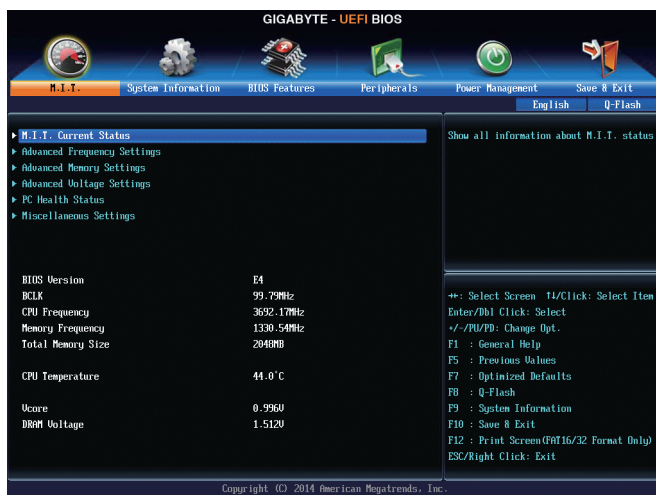 GIGABYTE - UEFI BIOS
M.I.T. System Information BIOS Features Peripherals Power Management Save & Exit
English Q-Flash
M.I.T. Current Status
Advanced Frequency Settings
Advanced Memory Settings
Advanced Voltage Settings
PC Health Status
Miscellaneous Settings
BIOS Version E4
BCLK 99.79MHz
CPU Frequency 3692.17MHz
Memory Frequency 1330.54MHz
Total Memory Size 2048MB
CPU Temperature 44.0°C
Vcore 0.996V
DRAM Voltage 1.512V
Show all information about M.I.T. status
→←: Select Screen ↑↓/Click: Select Item
Enter/Dbl Click: Select
+/-/PU/PD: Change Opt.
F1 : General Help
F5 : Previous Values
F7 : Optimized Defaults
F8 : Q-Flash
F9 : System Information
F10 : Save & Exit
F12 : Print Screen(FAT16/32 Format Only)
ESC/Right Click: Exit
Copyright (C) 2014 American Megatrends, Inc.